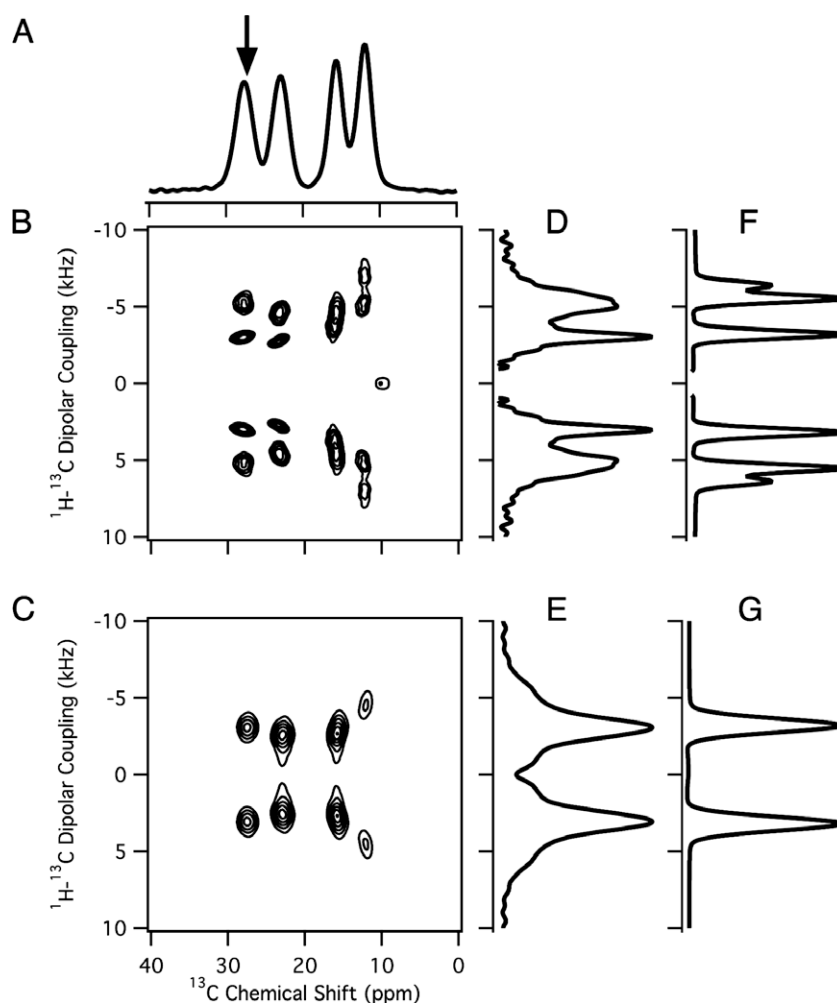 A
B
D
F
-10
-5
0
5
10
¹H-¹³C Dipolar Coupling (kHz)
C
E
G
-10
-5
0
5
10
¹H-¹³C Dipolar Coupling (kHz)
40
30
20
10
0
¹³C Chemical Shift (ppm)